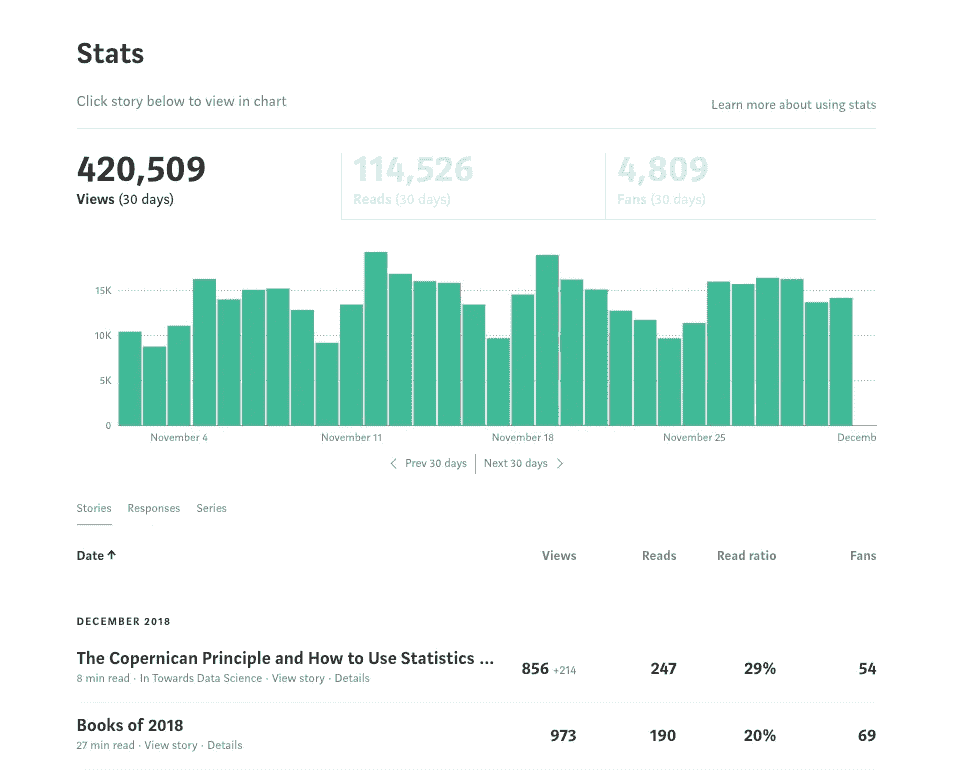 Stats
Click story below to view in chart
Learn more about using stats
420,509
114,526
4,809
Views (30 days)
Reads (30 days)
Fans (30 days)
15K
10K
5K
0
November 4
November 11
November 18
November 25
Decemb
Prev 30 days
Next 30 days
Stories Responses Series
Date ↑ Views Reads Read ratio Fans
DECEMBER 2018
The Copernican Principle and How to Use Statistics ...
856 +214 247 29% 54
8 min read · In Towards Data Science · View story · Details
Books of 2018
973 190 20% 69
27 min read · View story · Details